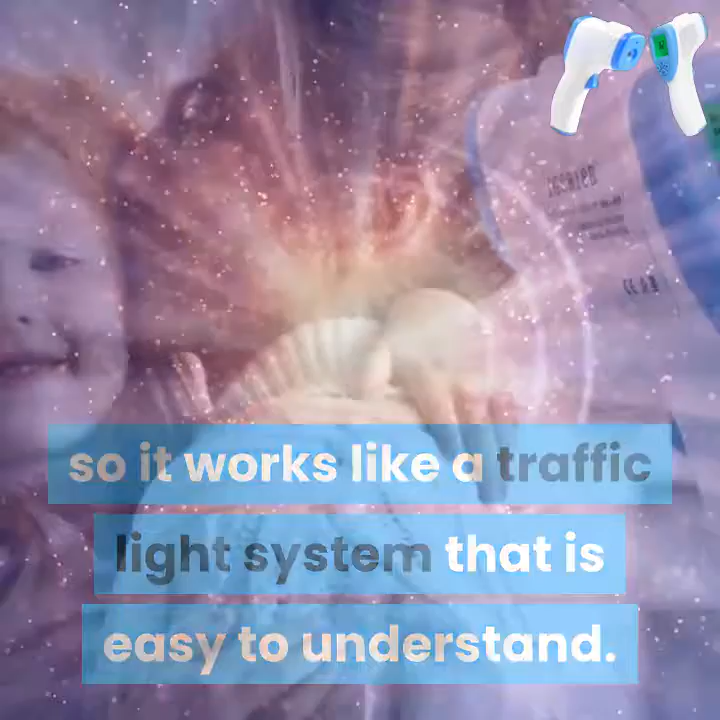 so it works like a traffic
light system that is
easy to understand.